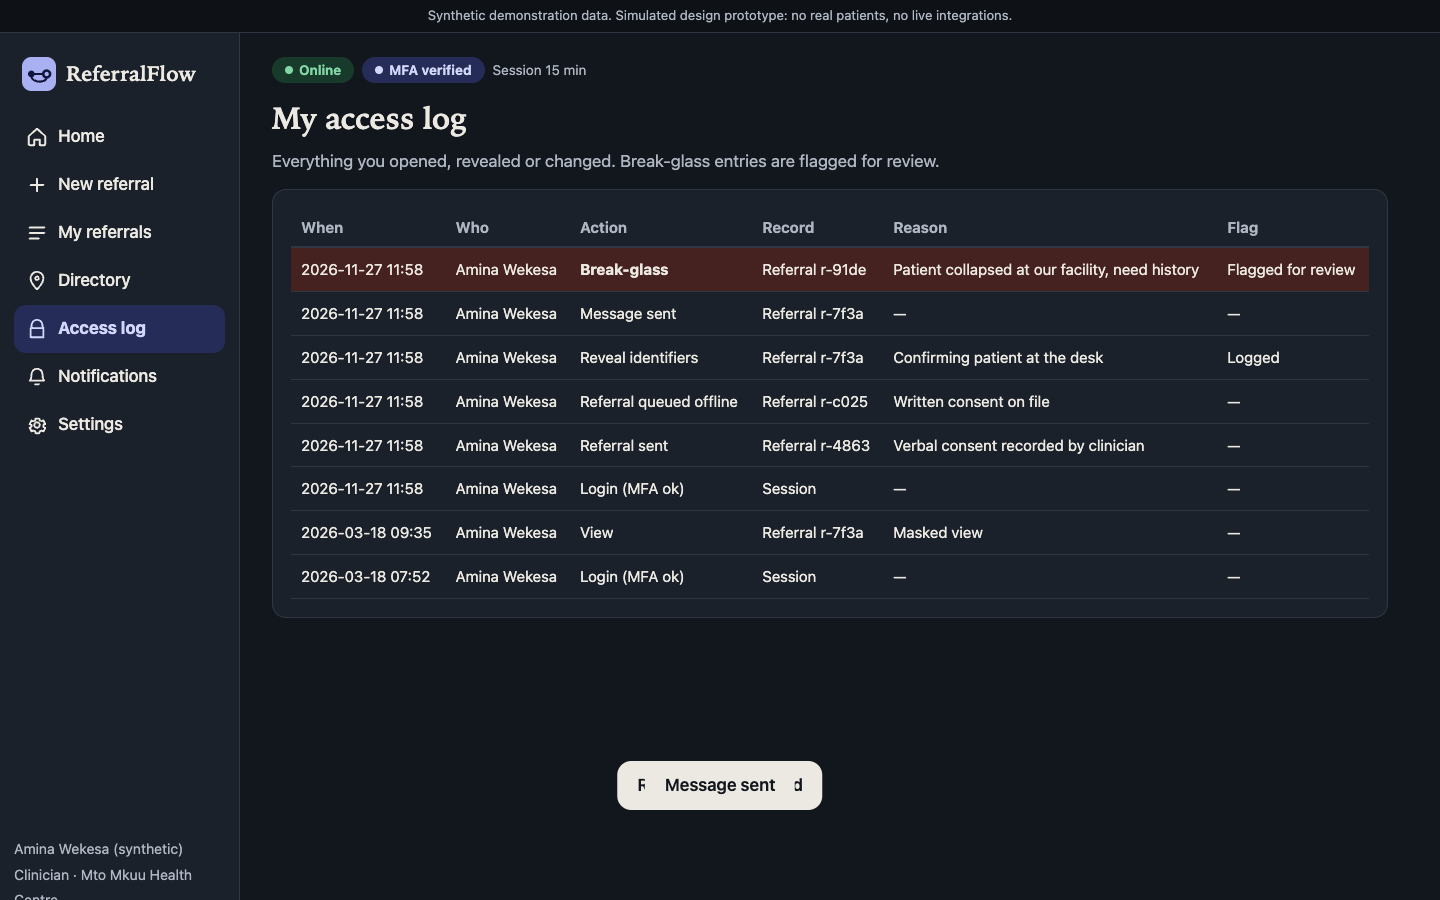 Synthetic demonstration data. Simulated design prototype: no real patients, no live integrations.
ReferralFlow
Home
New referral
My referrals
Directory
Access log
Notifications
Settings
Amina Wekesa (synthetic)
Clinician · Mto Mkuu Health
Centre
Online MFA verified Session 15 min
My access log
Everything you opened, revealed or changed. Break-glass entries are flagged for review.
When Who Action Record Reason Flag
2026-11-27 11:58 Amina Wekesa Break-glass Referral r-91de Patient collapsed at our facility, need history Flagged for review
2026-11-27 11:58 Amina Wekesa Message sent Referral r-7f3a — —
2026-11-27 11:58 Amina Wekesa Reveal identifiers Referral r-7f3a Confirming patient at the desk Logged
2026-11-27 11:58 Amina Wekesa Referral queued offline Referral r-c025 Written consent on file —
2026-11-27 11:58 Amina Wekesa Referral sent Referral r-4863 Verbal consent recorded by clinician —
2026-11-27 11:58 Amina Wekesa Login (MFA ok) Session — —
2026-03-18 09:35 Amina Wekesa View Referral r-7f3a Masked view —
2026-03-18 07:52 Amina Wekesa Login (MFA ok) Session — —
Message sent